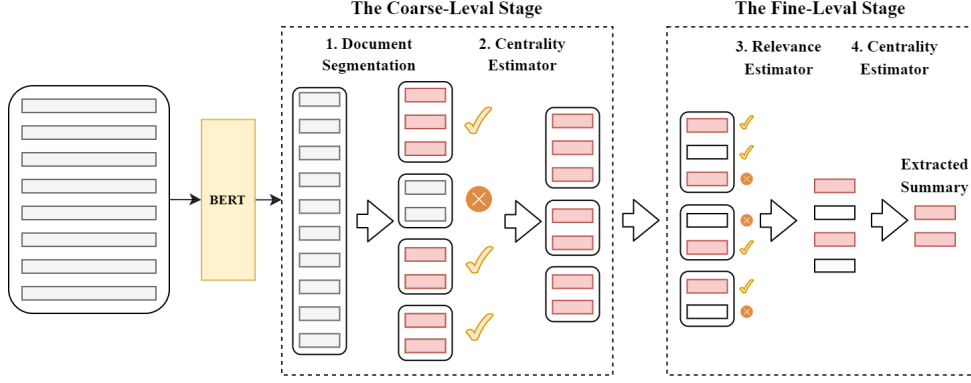 The Coarse-Leval Stage
The Fine-Leval Stage
1. Document
Segmentation
2. Centrality
Estimator
3. Relevance
Estimator
4. Centrality
Estimator
BERT
Extracted
Summary